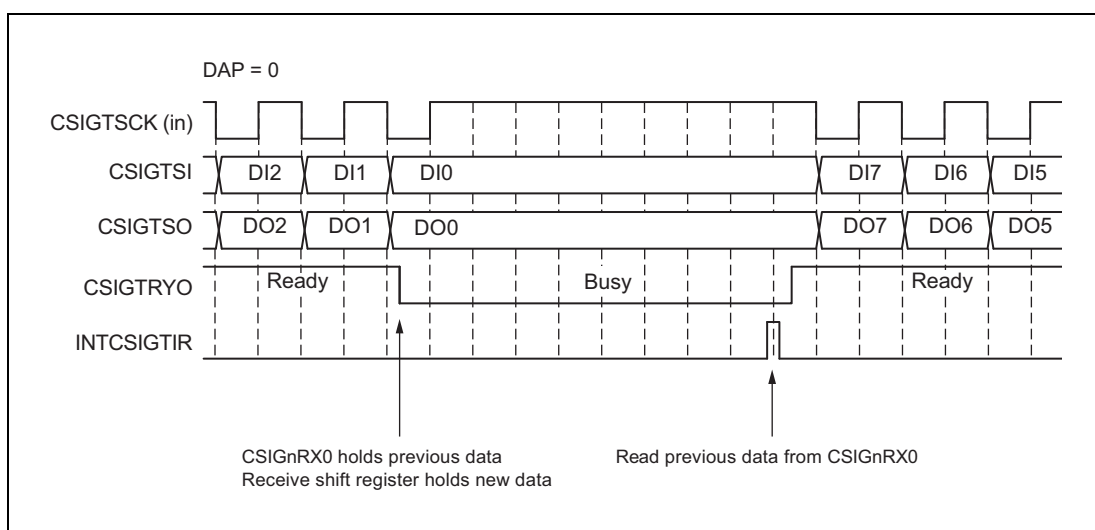 DAP = 0
CSIGTSCK (in)
CSIGTSI DI2 DI1 DI0 DI7 DI6 DI5
CSIGTSO DO2 DO1 DO0 DO7 DO6 DO5
CSIGTRYO Ready Busy Ready
INTCSIGTIR
CSIGnRX0 holds previous data
Receive shift register holds new data
Read previous data from CSIGnRX0